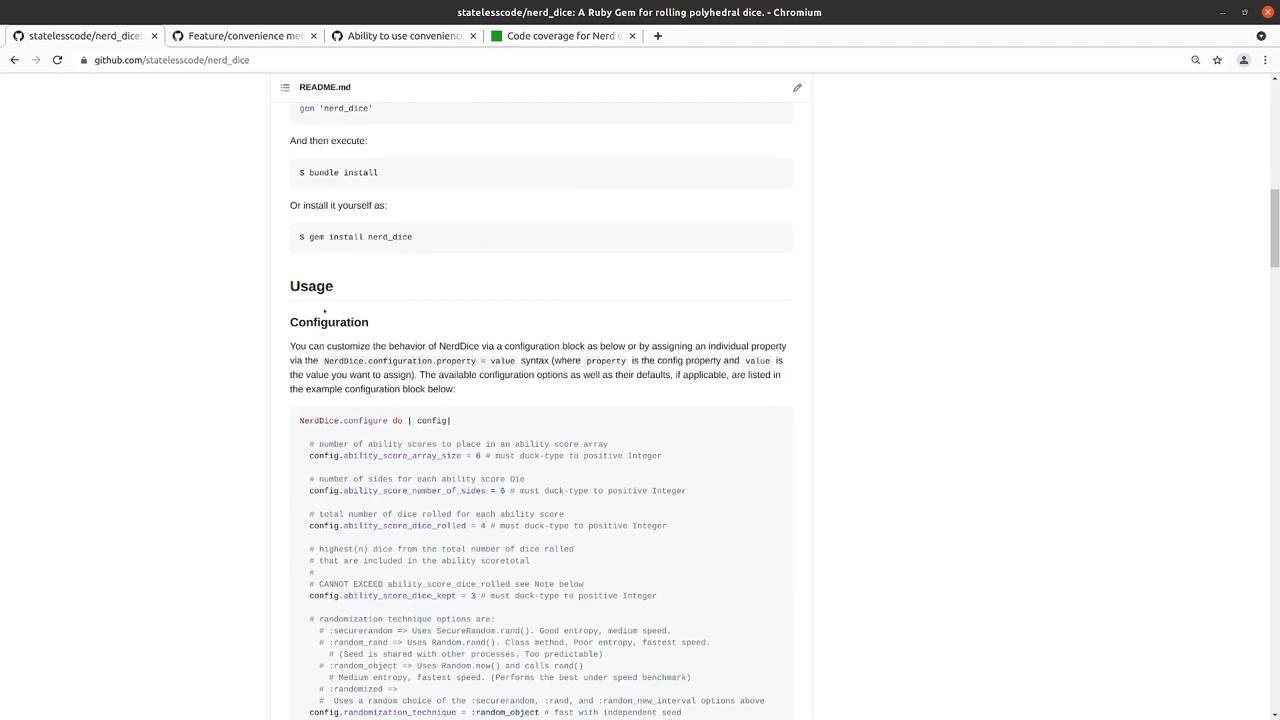 statelesscode/nerd_dice: A Ruby Gem for rolling polyhedral dice. - Chromium
statelesscode/nerd_dice:
Feature/convenience met
Ability to use convenience
Code coverage for Nerd d
github.com/statelesscode/nerd_dice
README.md
gem 'nerd_dice'
And then execute:
$ bundle install
Or install it yourself as:
$ gem install nerd_dice
Usage
Configuration
You can customize the behavior of NerdDice via a configuration block as below or by assigning an individual property
via the NerdDice.configuration.property = value syntax (where property is the config property and value is
the value you want to assign). The available configuration options as well as their defaults, if applicable, are listed in
the example configuration block below:
NerdDice.configure do | config|
# number of ability scores to place in an ability score array
config.ability_score_array_size = 6 # must duck-type to positive Integer
# number of sides for each ability score Die
config.ability_score_number_of_sides = 6 # must duck-type to positive Integer
# total number of dice rolled for each ability score
config.ability_score_dice_rolled = 4 # must duck-type to positive Integer
# highest(n) dice from the total number of dice rolled
# that are included in the ability scoretotal
#
# CANNOT EXCEED ability_score_dice_rolled see Note below
config.ability_score_dice_kept = 3 # must duck-type to positive Integer
# randomization technique options are:
# :securerandom => Uses SecureRandom.rand(). Good entropy, medium speed.
# :random_rand => Uses Random.rand(). Class method. Poor entropy, fastest speed.
# (Seed is shared with other processes. Too predictable)
# :random_object => Uses Random.new() and calls rand()
# Medium entropy, fastest speed. (Performs the best under speed benchmark)
# :randomized =>
# Uses a random choice of the :securerandom, :rand, and :random_new_interval options above
config.randomization_technique = :random_object # fast with independent seed